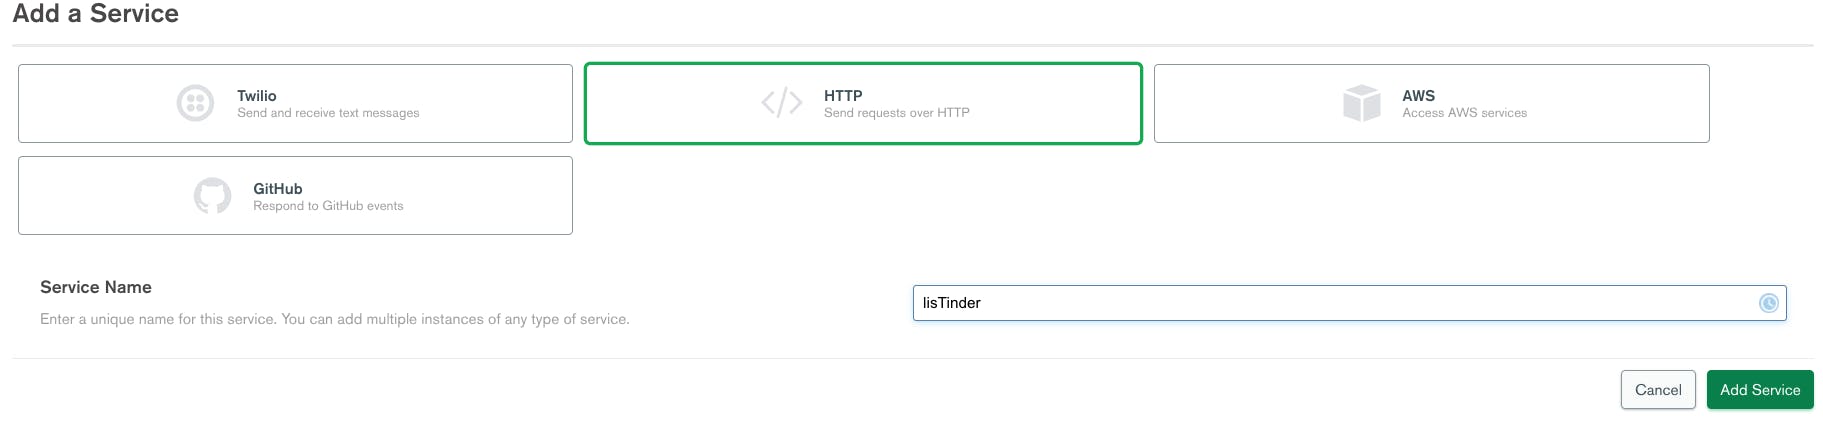 Add a Service
Twilio
Send and receive text messages
HTTP
Send requests over HTTP
AWS
Access AWS services
GitHub
Respond to GitHub events
Service Name
Enter a unique name for this service. You can add multiple instances of any type of service.
lisTinder
Cancel
Add Service